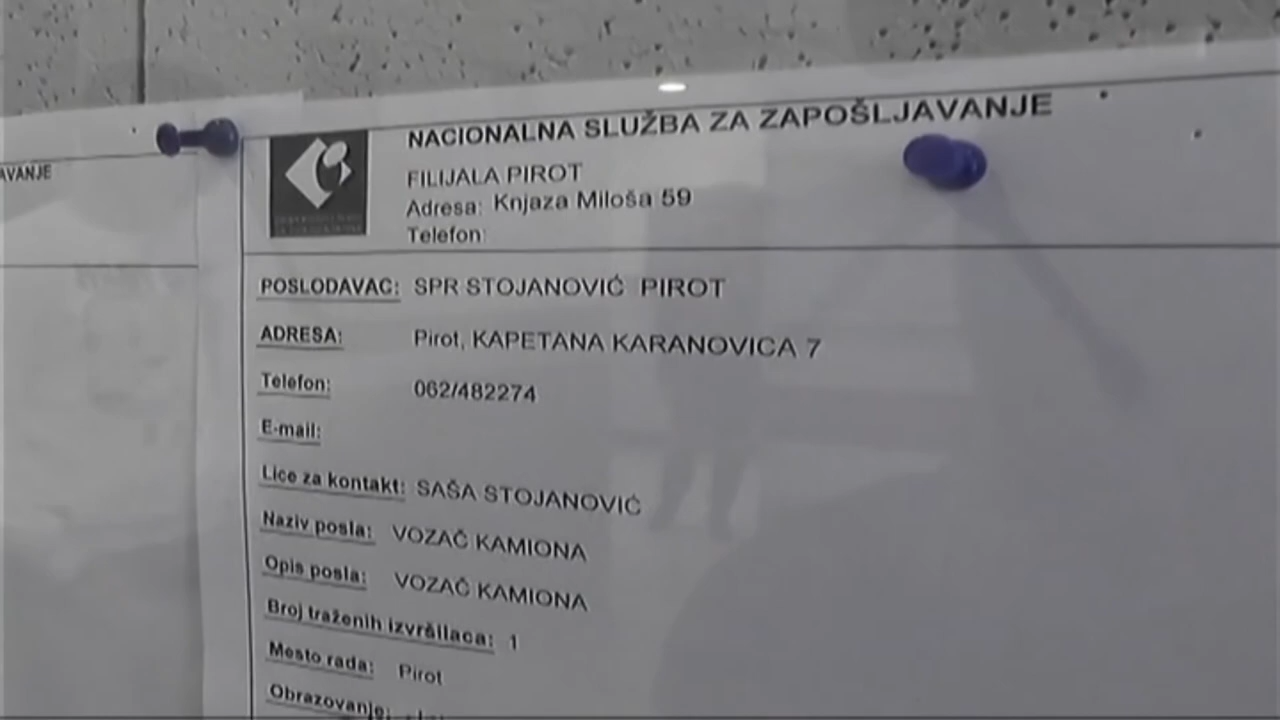 AVANJE
NACIONALNA SLUŽBA ZA ZAPOŠLJAVANJE
FILIJALA PIROT
Adresa: Knjaza Miloša 59
Telefon:
POSLODAVAC: SPR STOJANOVIĆ PIROT
ADRESA: Pirot, KAPETANA KARANOVICA 7
Telefon: 062/482274
E-mail:
Lice za kontakt: SAŠA STOJANOVIĆ
Naziv posla: VOZAČ KAMIONA
Opis posla: VOZAČ KAMIONA
Broj traženih izvršilaca: 1
Mesto rada: Pirot
Obrazovanje: